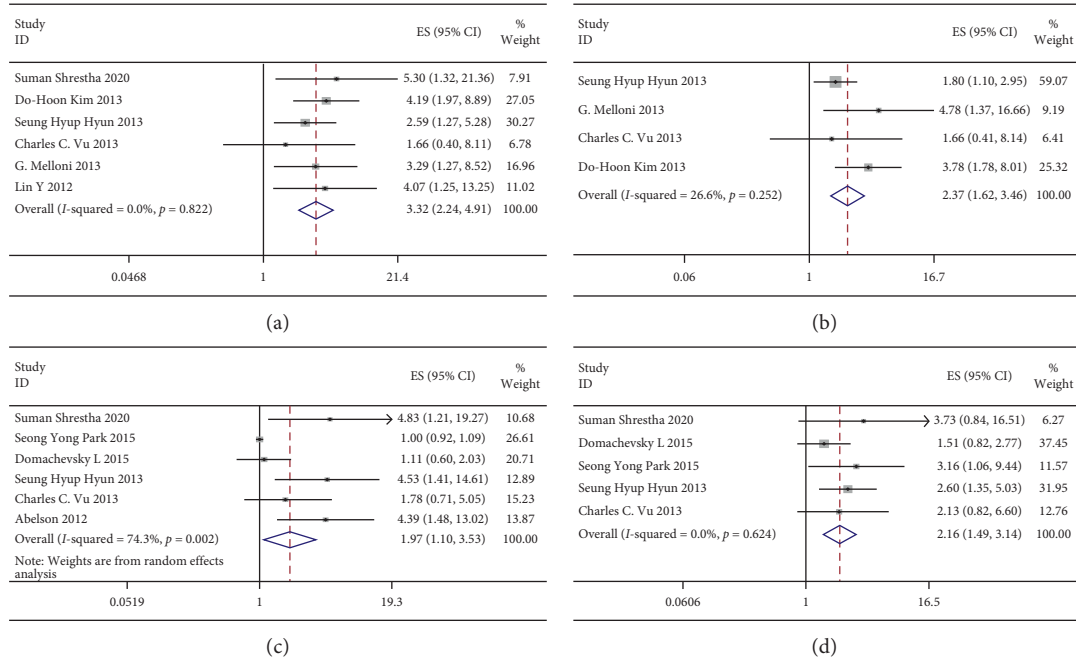 Study
ID
ES (95% CI)
%
Weight
Suman Shrestha 2020 5.30 (1.32, 21.36) 7.91
Do-Hoon Kim 2013 4.19 (1.97, 8.89) 27.05
Seung Hyup Hyun 2013 2.59 (1.27, 5.28) 30.27
Charles C. Vu 2013 1.66 (0.40, 8.11) 6.78
G. Melloni 2013 3.29 (1.27, 8.52) 16.96
Lin Y 2012 4.07 (1.25, 13.25) 11.02
Overall (I-squared = 0.0%, p = 0.822) 3.32 (2.24, 4.91) 100.00
0.0468 1 21.4
(a)
Study
ID
ES (95% CI)
%
Weight
Seung Hyup Hyun 2013 1.80 (1.10, 2.95) 59.07
G. Melloni 2013 4.78 (1.37, 16.66) 9.19
Charles C. Vu 2013 1.66 (0.41, 8.14) 6.41
Do-Hoon Kim 2013 3.78 (1.78, 8.01) 25.32
Overall (I-squared = 26.6%, p = 0.252) 2.37 (1.62, 3.46) 100.00
0.06 1 16.7
(b)
Study
ID
ES (95% CI)
%
Weight
Suman Shrestha 2020 4.83 (1.21, 19.27) 10.68
Seong Yong Park 2015 1.00 (0.92, 1.09) 26.61
Domachevsky L 2015 1.11 (0.60, 2.03) 20.71
Seung Hyup Hyun 2013 4.53 (1.41, 14.61) 12.89
Charles C. Vu 2013 1.78 (0.71, 5.05) 15.23
Abelson 2012 4.39 (1.48, 13.02) 13.87
Overall (I-squared = 74.3%, p = 0.002) 1.97 (1.10, 3.53) 100.00
Note: Weights are from random effects
analysis
0.0519 1 19.3
(c)
Study
ID
ES (95% CI)
%
Weight
Suman Shrestha 2020 3.73 (0.84, 16.51) 6.27
Domachevsky L 2015 1.51 (0.82, 2.77) 37.45
Seong Yong Park 2015 3.16 (1.06, 9.44) 11.57
Seung Hyup Hyun 2013 2.60 (1.35, 5.03) 31.95
Charles C. Vu 2013 2.13 (0.82, 6.60) 12.76
Overall (I-squared = 0.0%, p = 0.624) 2.16 (1.49, 3.14) 100.00
0.0606 1 16.5
(d)